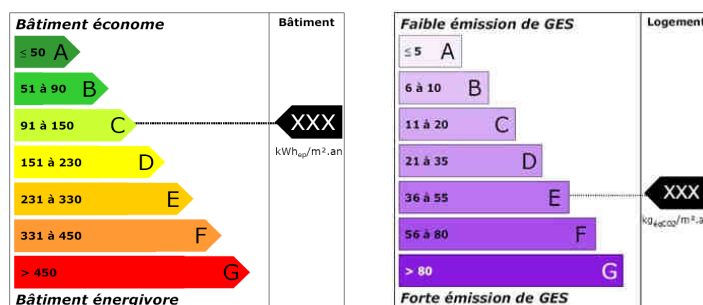 Bâtiment économe
Bâtiment
≤ 50 A
51 à 90 B
91 à 150 C
XXX
kWhep/m².an
151 à 230 D
231 à 330 E
331 à 450 F
> 450 G
Bâtiment énergivore
Faible émission de GES
Logement
≤ 5 A
6 à 10 B
11 à 20 C
21 à 35 D
36 à 55 E
XXX
kgéqCO2/m².a
56 à 80 F
> 80 G
Forte émission de GES